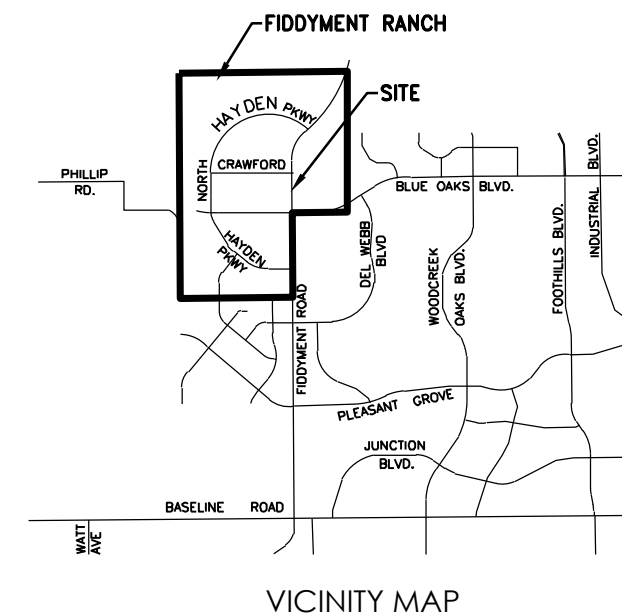 FIDDYMENT RANCH
SITE
HAYDEN PKWY
NORTH
CRAWFORD
PHILLIP
RD.
BLUE OAKS BLVD.
INDUSTRIAL BLVD.
HAYDEN
PKWY
DEL WEBB
BLVD
WOODCREEK
OAKS BLVD.
FOOTHILLS BLVD.
FIDDYMENT ROAD
PLEASANT GROVE
JUNCTION
BLVD.
BASELINE ROAD
WATT
AVE
VICINITY MAP